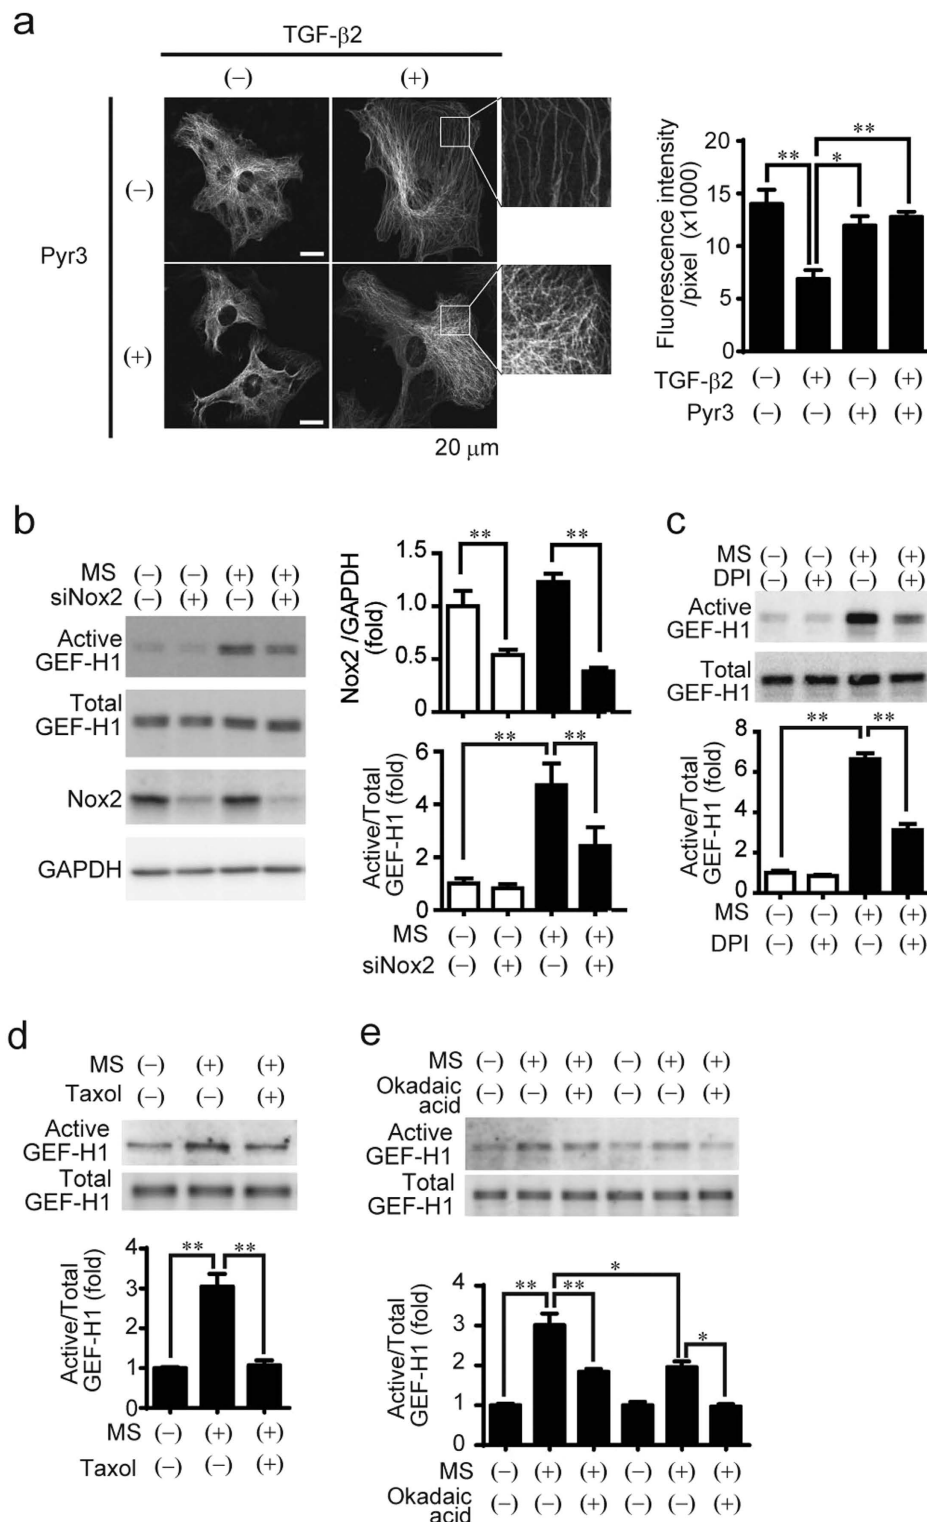 a
TGF-β2
(−) (+)
Pyr3
(−)
(+)
20 μm
Fluorescence intensity
/pixel (x1000)
20
15
10
5
0
** * **
TGF-β2 (−) (+) (−) (+)
Pyr3 (−) (−) (+) (+)
b
MS (−) (−) (+) (+)
siNox2 (−) (+) (−) (+)
Active
GEF-H1
Total
GEF-H1
Nox2
GAPDH
Nox2 /GAPDH
(fold)
1.5
1.0
0.5
0
** **
Active/Total
GEF-H1 (fold)
6
4
2
0
** **
MS (−) (−) (+) (+)
siNox2 (−) (+) (−) (+)
c
MS (−) (−) (+) (+)
DPI (−) (+) (−) (+)
Active
GEF-H1
Total
GEF-H1
Active/Total
GEF-H1 (fold)
8
6
4
2
0
** **
MS (−) (−) (+) (+)
DPI (−) (+) (−) (+)
d
MS (−) (+) (+)
Taxol (−) (−) (+)
Active
GEF-H1
Total
GEF-H1
Active/Total
GEF-H1 (fold)
4
3
2
1
0
** **
MS (−) (+) (+)
Taxol (−) (−) (+)
e
MS (−) (+) (+) (−) (+) (+)
Okadaic
acid (−) (−) (+) (−) (−) (+)
Active
GEF-H1
Total
GEF-H1
Active/Total
GEF-H1 (fold)
4
3
2
1
0
** ** * *
MS (−) (+) (+) (−) (+) (+)
Okadaic
acid (−) (−) (+) (−) (−) (+)